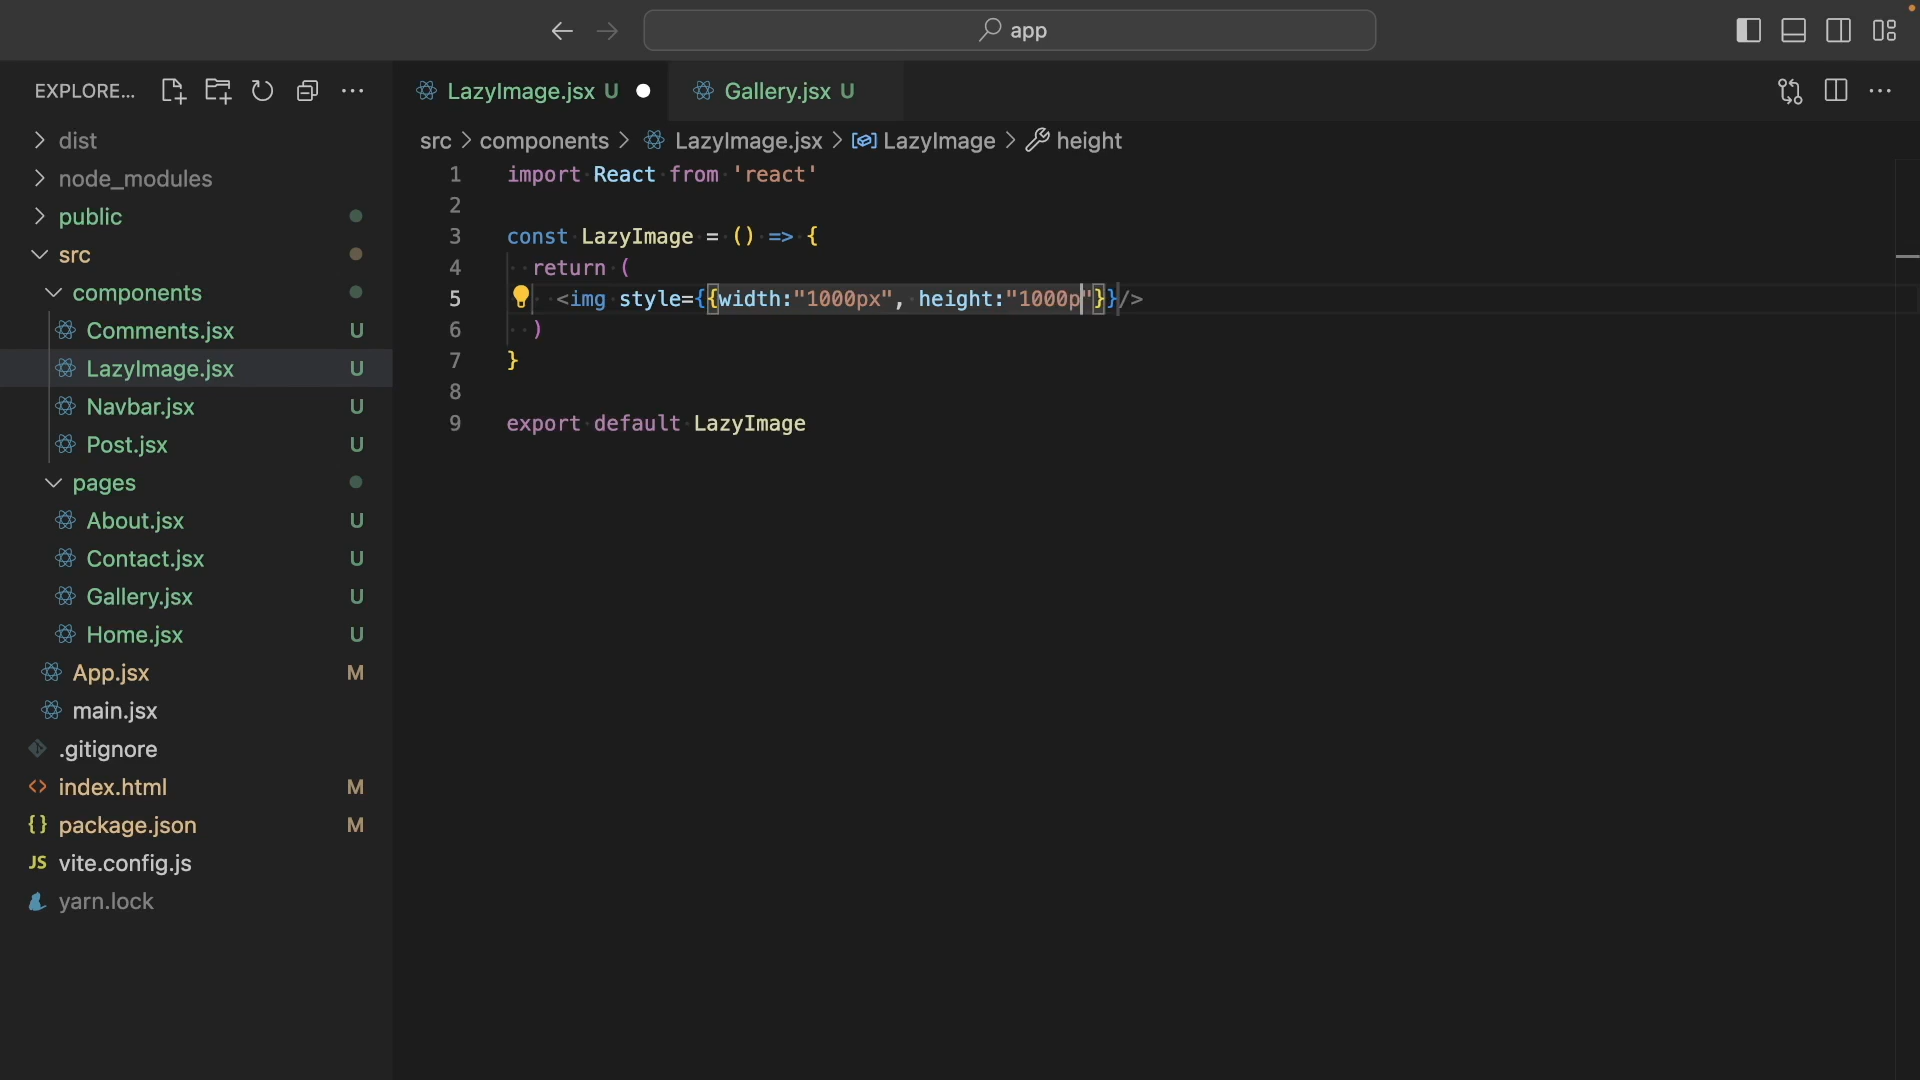 app
EXPLORE...
LazyImage.jsx U
Gallery.jsx U
dist
node_modules
public
src
components
Comments.jsx U
LazyImage.jsx U
Navbar.jsx U
Post.jsx U
pages
About.jsx U
Contact.jsx U
Gallery.jsx U
Home.jsx U
App.jsx M
main.jsx
.gitignore
<> index.html M
{} package.json M
JS vite.config.js
yarn.lock
src > components > LazyImage.jsx > LazyImage > height
1 import React from 'react'
2
3 const LazyImage = () => {
4 return (
5 <img style={{width:"1000px", height:"1000p"}}/>
6 )
7 }
8
9 export default LazyImage